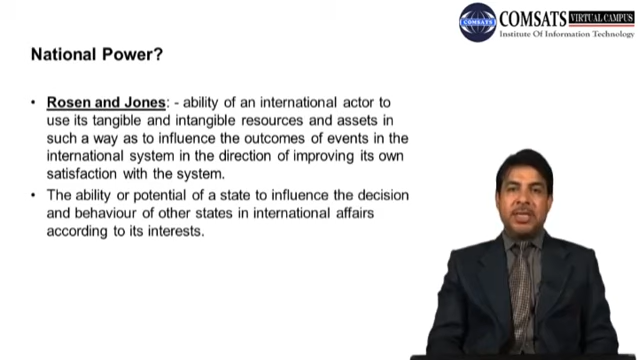 COMSATS VIRTUAL CAMPUS
Institute Of Information Technology
National Power?
• Rosen and Jones: - ability of an international actor to
use its tangible and intangible resources and assets in
such a way as to influence the outcomes of events in the
international system in the direction of improving its own
satisfaction with the system.
• The ability or potential of a state to influence the decision
and behaviour of other states in international affairs
according to its interests.